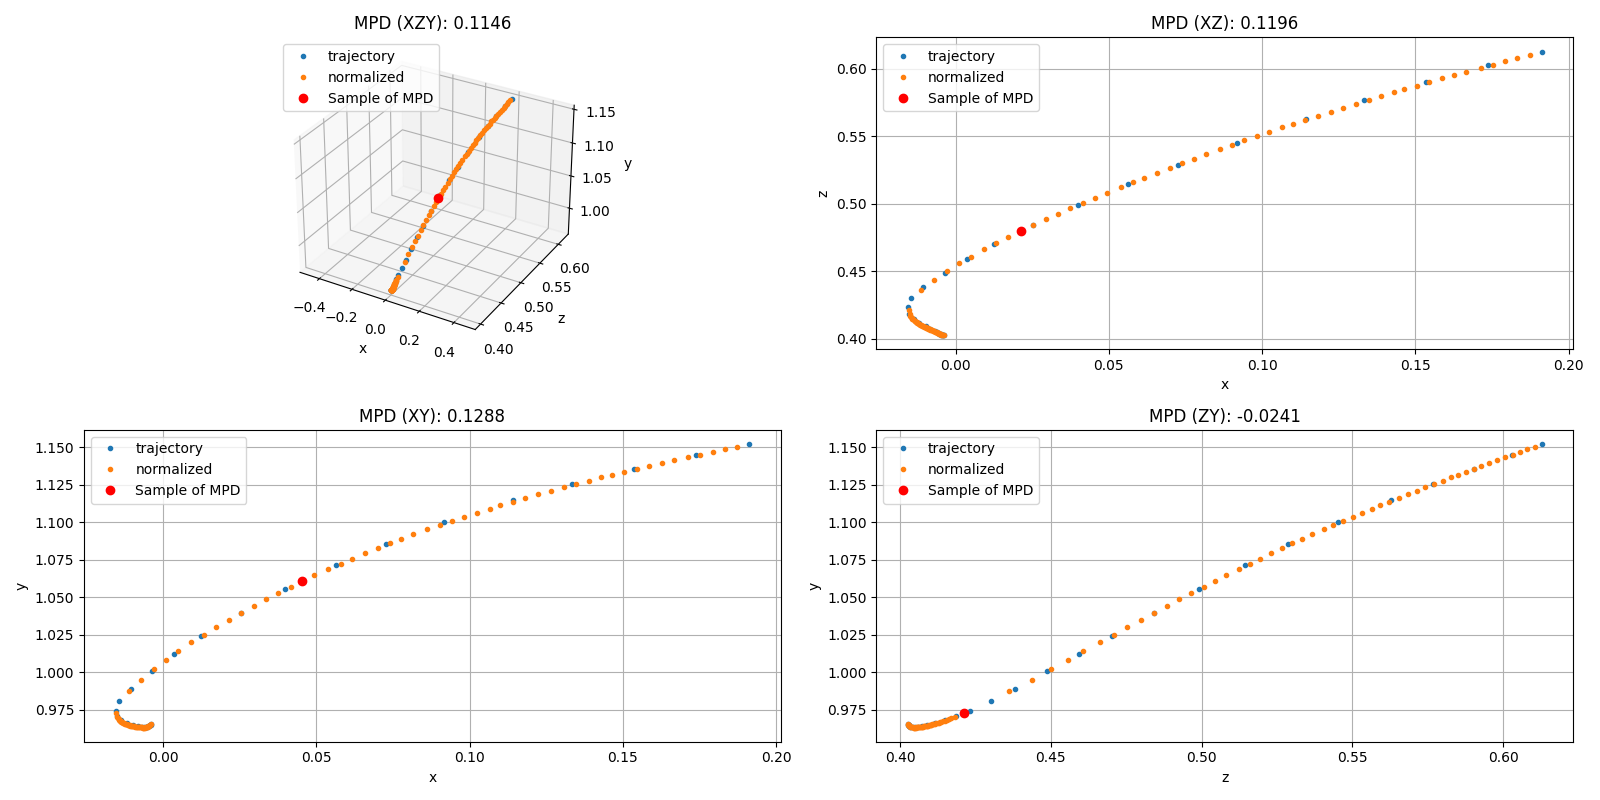 MPD (XZY): 0.1146
trajectory
normalized
Sample of MPD
1.15
1.10
1.05
1.00
y
0.60
0.55
0.50
0.45
0.40
z
−0.4
−0.2
0.0
0.2
0.4
x
MPD (XZ): 0.1196
trajectory
normalized
Sample of MPD
0.60
0.55
0.50
0.45
0.40
z
0.00 0.05 0.10 0.15 0.20
x
MPD (XY): 0.1288
trajectory
normalized
Sample of MPD
1.150
1.125
1.100
1.075
1.050
1.025
1.000
0.975
y
0.00 0.05 0.10 0.15 0.20
x
MPD (ZY): -0.0241
trajectory
normalized
Sample of MPD
1.150
1.125
1.100
1.075
1.050
1.025
1.000
0.975
y
0.40 0.45 0.50 0.55 0.60
z